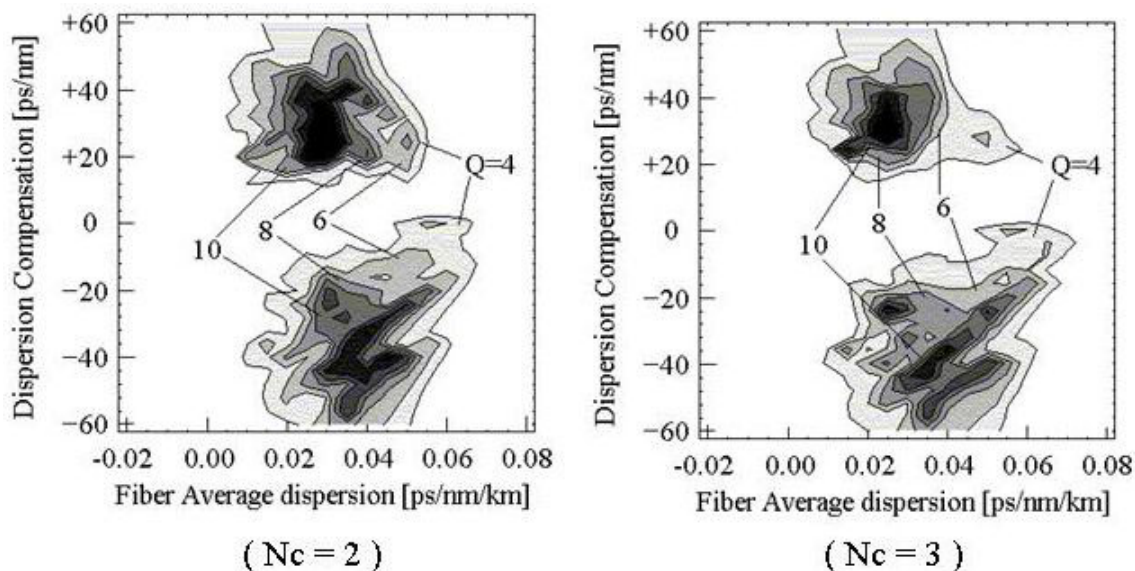 Dispersion Compensation [ps/nm]
+60
+40
+20
0
−20
−40
−60
-0.02 0.00 0.02 0.04 0.06 0.08
Fiber Average dispersion [ps/nm/km]
Q=4
6
8
10
( Nc = 2 )
Dispersion Compensation [ps/nm]
+60
+40
+20
0
−20
−40
−60
-0.02 0.00 0.02 0.04 0.06 0.08
Fiber Average dispersion [ps/nm/km]
Q=4
6
8
10
( Nc = 3 )